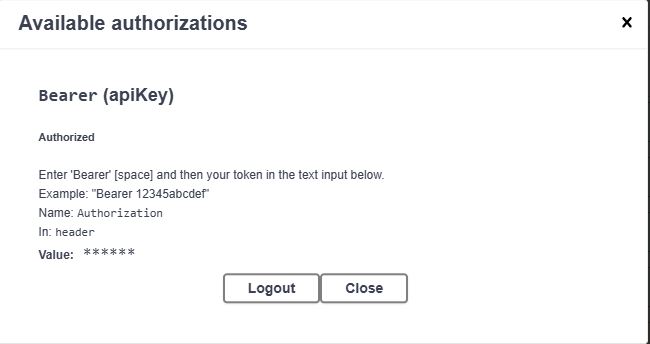 Available authorizations
×
Bearer (apiKey)
Authorized
Enter 'Bearer' [space] and then your token in the text input below.
Example: "Bearer 12345abcdef"
Name: Authorization
In: header
Value: ******
Logout Close